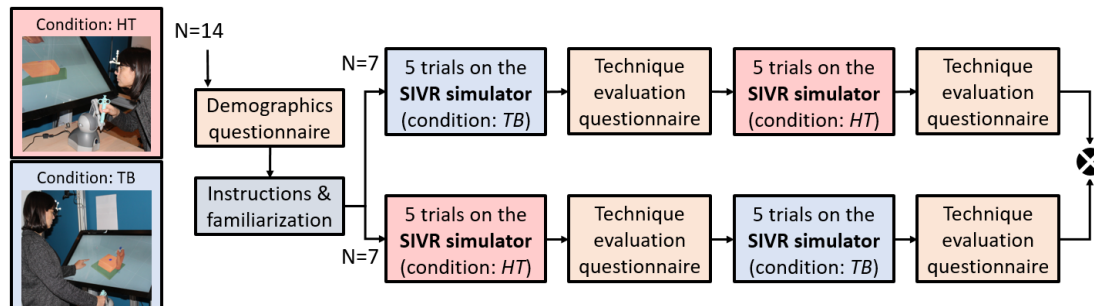 Condition: HT
Condition: TB
N=14
Demographics
questionnaire
Instructions &
familiarization
N=7
5 trials on the
SIVR simulator
(condition: TB)
Technique
evaluation
questionnaire
5 trials on the
SIVR simulator
(condition: HT)
Technique
evaluation
questionnaire
N=7
5 trials on the
SIVR simulator
(condition: HT)
Technique
evaluation
questionnaire
5 trials on the
SIVR simulator
(condition: TB)
Technique
evaluation
questionnaire